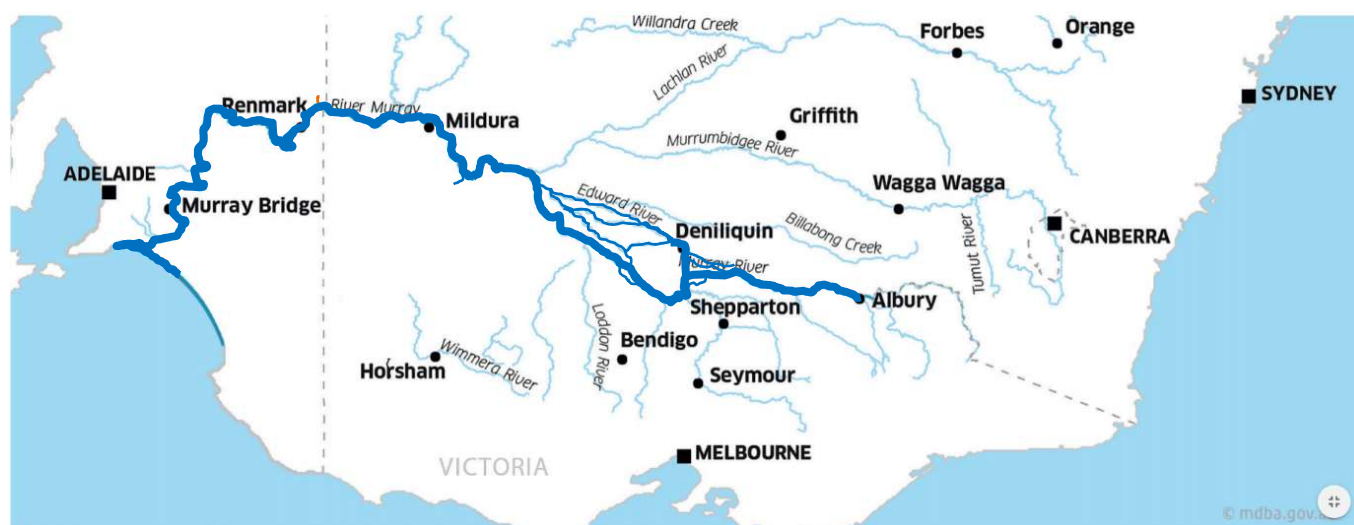 Willandra Creek
Forbes
Orange
Lachlan River
SYDNEY
Renmark
River Murray
Mildura
Griffith
Murrumbidgee River
ADELAIDE
Murray Bridge
Edward River
Wagga Wagga
Deniliquin
Billabong Creek
Tumut River
CANBERRA
Murray River
Albury
Shepparton
Loddon River
Bendigo
Horsham
Wimmera River
Seymour
MELBOURNE
VICTORIA
© mdba.gov.